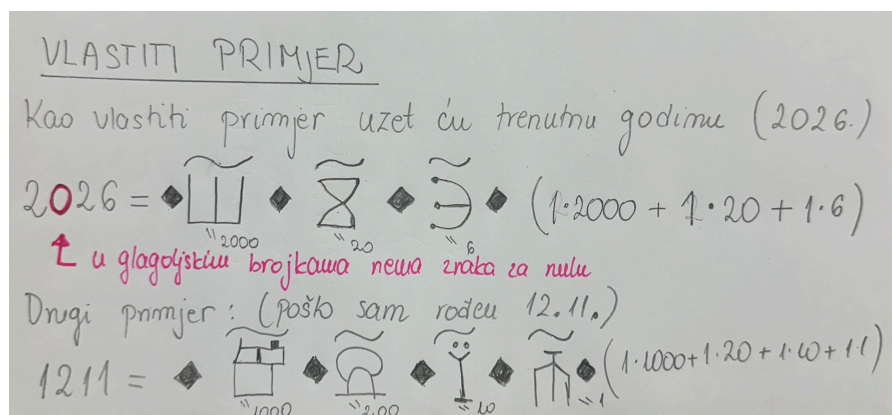 VLASTITI PRIMJER
Kao vlastiti primjer uzet ću trenutnu godinu (2026.)
2026 = ◆ Ⱎ ◆ Ⰻ ◆ Ⰵ ◆ (1·2000 + 1·20 + 1·6)
"2000 "20 "6
u glagoljskim brojkama nema znaka za nulu
Drugi primjer: (pošto sam rođen 12.11.)
1211 = ◆ ◆ ◆ ◆ ◆ (1·1000+1·20+1·10+1·1)
"1000 "200 "10 "1